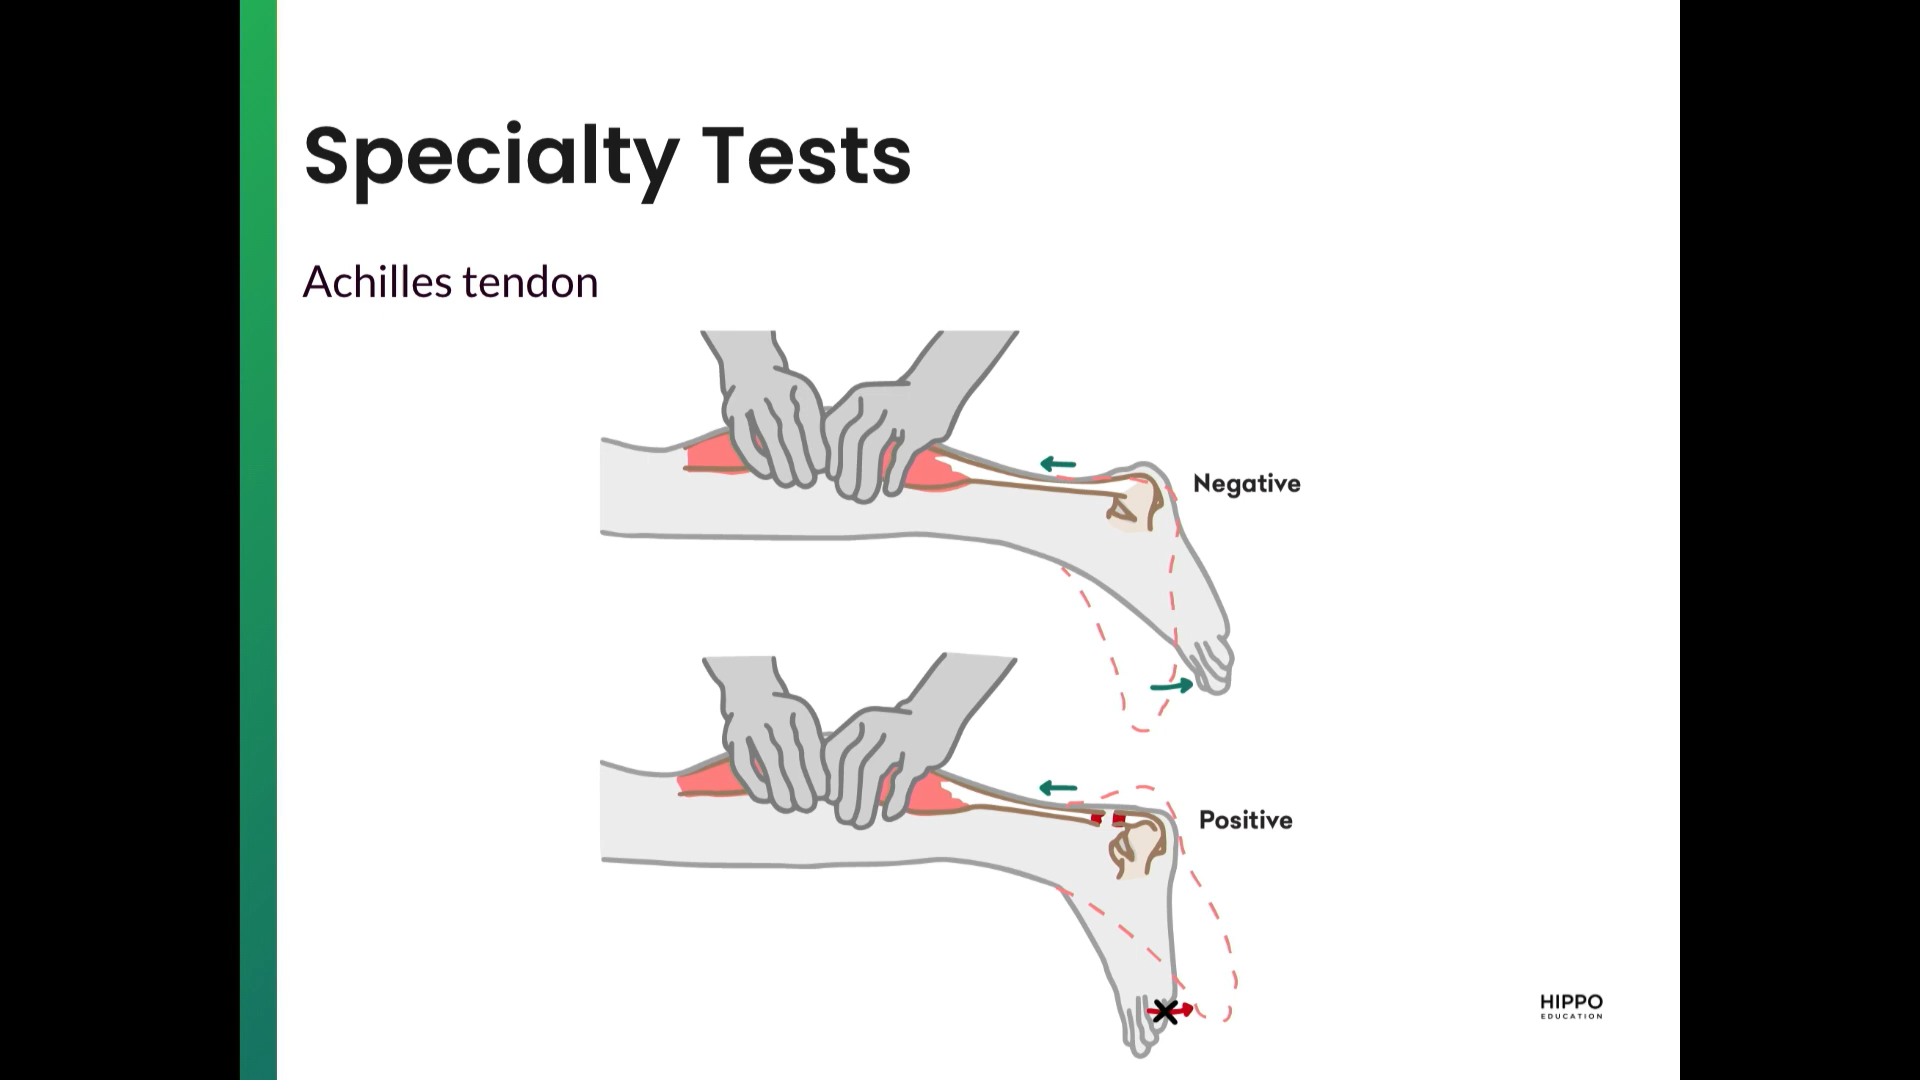 Specialty Tests
Achilles tendon
Negative
Positive
HIPPO
EDUCATION